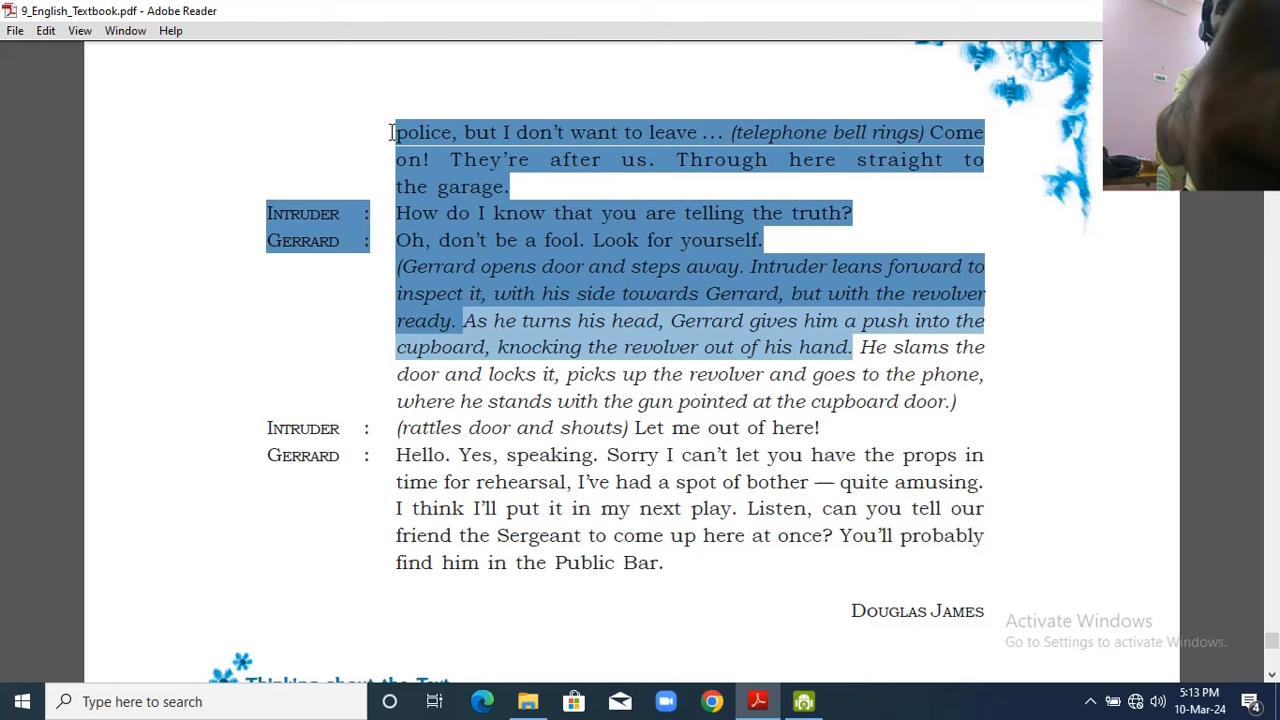 9_English_Textbook.pdf - Adobe Reader
File Edit View Window Help
police, but I don't want to leave ... (telephone bell rings) Come
on! They're after us. Through here straight to
the garage.
INTRUDER : How do I know that you are telling the truth?
GERRARD : Oh, don't be a fool. Look for yourself.
(Gerrard opens door and steps away. Intruder leans forward to
inspect it, with his side towards Gerrard, but with the revolver
ready. As he turns his head, Gerrard gives him a push into the
cupboard, knocking the revolver out of his hand. He slams the
door and locks it, picks up the revolver and goes to the phone,
where he stands with the gun pointed at the cupboard door.)
INTRUDER : (rattles door and shouts) Let me out of here!
GERRARD : Hello. Yes, speaking. Sorry I can't let you have the props in
time for rehearsal, I've had a spot of bother — quite amusing.
I think I'll put it in my next play. Listen, can you tell our
friend the Sergeant to come up here at once? You'll probably
find him in the Public Bar.
DOUGLAS JAMES
Activate Windows
Go to Settings to activate Windows.
Thinking about the Text
Type here to search
5:13 PM
10-Mar-24
4